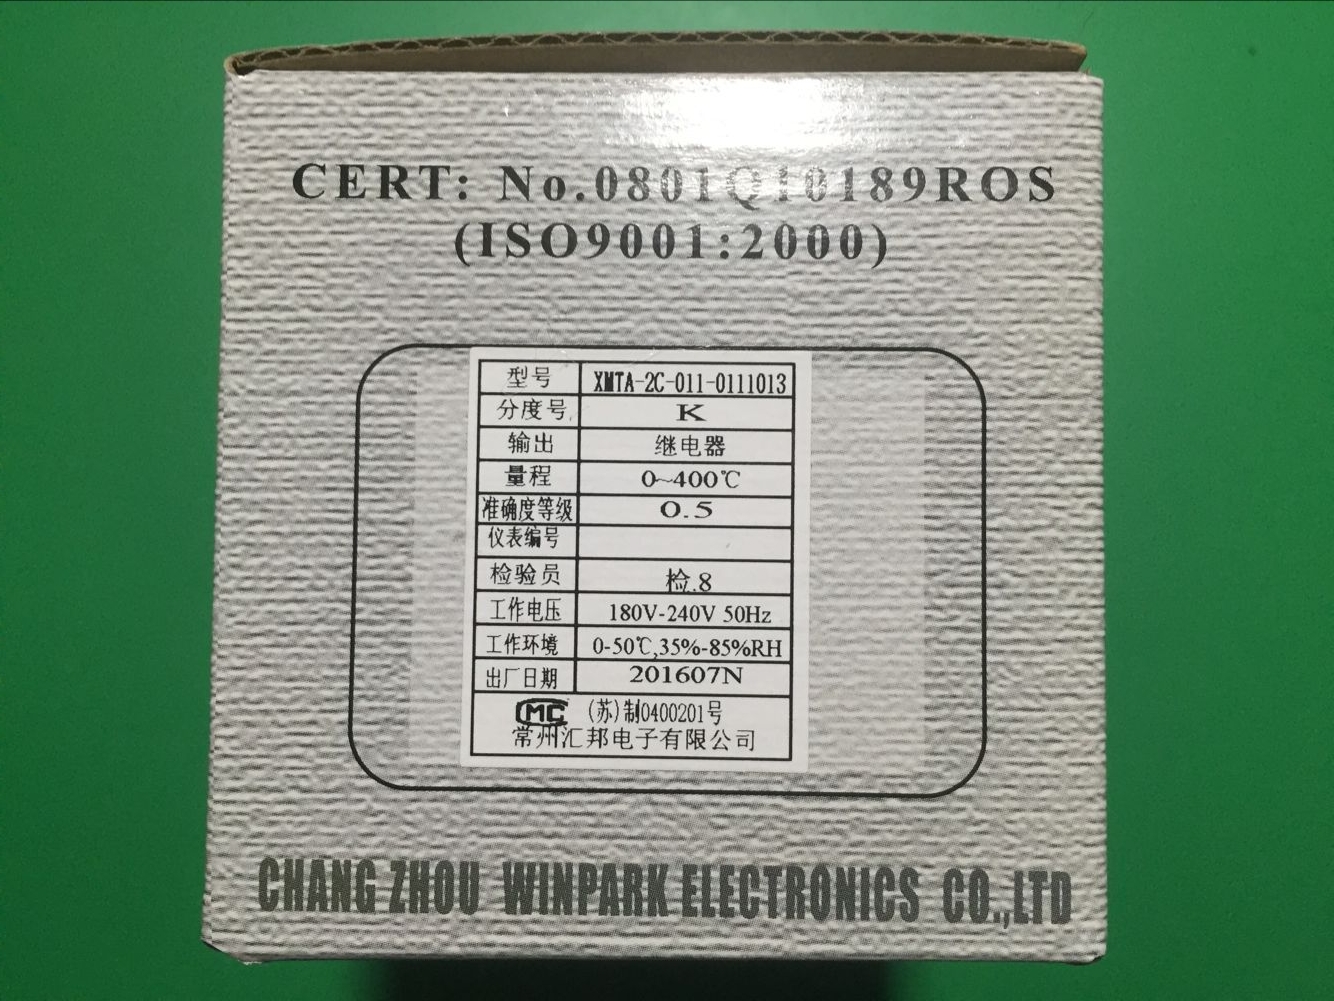 CERT: No.0801Q10189ROS
(ISO9001:2000)
型号 XMTA-2C-011-0111013
分度号 K
输出 继电器
量程 0~400℃
准确度等级 0.5
仪表编号
检验员 检.8
工作电压 180V-240V 50Hz
工作环境 0-50℃,35%-85%RH
出厂日期 201607N
MC (苏)制0400201号
常州汇邦电子有限公司
CHANG ZHOU WINPARK ELECTRONICS CO.,LTD